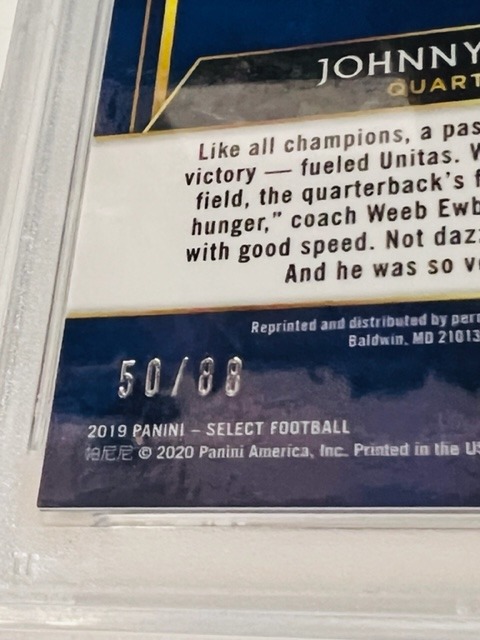 JOHNNY
QUART
Like all champions, a pas
victory — fueled Unitas. W
field, the quarterback's f
hunger," coach Weeb Ewb
with good speed. Not daz
And he was so v
Reprinted and distributed by per
Baldwin, MD 21013
50/88
2019 PANINI – SELECT FOOTBALL
帕尼尼 © 2020 Panini America, Inc. Printed in the US